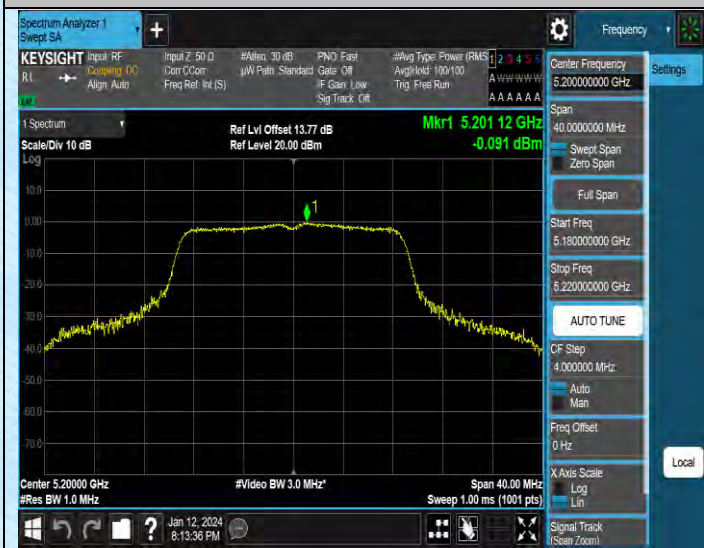 Spectrum Analyzer 1
Swept SA
+
Frequency
KEYSIGHT
Input: RF
Coupling: DC
Align: Auto
Input Z: 50 Ω
Corr CCorr
Freq Ref: Int (S)
#Atten: 30 dB
µW Path: Standard
PNO: Fast
Gate: Off
IF Gain: Low
Sig Track: Off
#Avg Type: Power (RMS
Avg|Hold: 100/100
Trig: Free Run
1 2 3 4 5 6
A W W W W W
A A A A A A
RL
1 Spectrum
Scale/Div 10 dB
Log
Ref Lvl Offset 13.77 dB
Ref Level 20.00 dBm
Mkr1 5.201 12 GHz
-0.091 dBm
1
10.0
0.00
-10.0
-20.0
-30.0
-40.0
-50.0
-60.0
-70.0
Center 5.20000 GHz
#Res BW 1.0 MHz
#Video BW 3.0 MHz*
Span 40.00 MHz
Sweep 1.00 ms (1001 pts)
Jan 12, 2024
8:13:36 PM
?
Center Frequency
5.200000000 GHz
Settings
Span
40.0000000 MHz
Swept Span
Zero Span
Full Span
Start Freq
5.180000000 GHz
Stop Freq
5.220000000 GHz
AUTO TUNE
CF Step
4.000000 MHz
Auto
Man
Freq Offset
0 Hz
X Axis Scale
Log
Lin
Signal Track
(Span Zoom)
Local